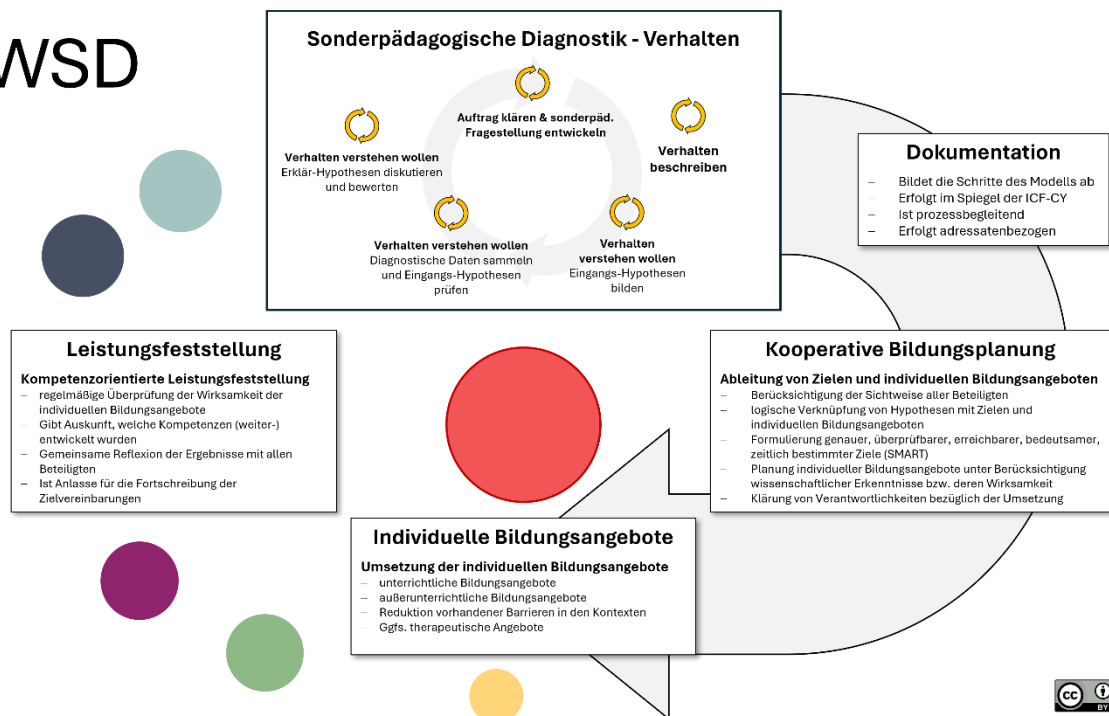 WSD
Sonderpädagogische Diagnostik - Verhalten
Auftrag klären & sonderpäd.
Fragestellung entwickeln
Verhalten
beschreiben
Verhalten
verstehen wollen
Eingangs-Hypothesen
bilden
Verhalten verstehen wollen
Diagnostische Daten sammeln
und Eingangs-Hypothesen
prüfen
Verhalten verstehen wollen
Erklär-Hypothesen diskutieren
und bewerten
Dokumentation
– Bildet die Schritte des Modells ab
– Erfolgt im Spiegel der ICF-CY
– Ist prozessbegleitend
– Erfolgt adressatenbezogen
Kooperative Bildungsplanung
Ableitung von Zielen und individuellen Bildungsangeboten
– Berücksichtigung der Sichtweise aller Beteiligten
– logische Verknüpfung von Hypothesen mit Zielen und
individuellen Bildungsangeboten
– Formulierung genauer, überprüfbarer, erreichbarer, bedeutsamer,
zeitlich bestimmter Ziele (SMART)
– Planung individueller Bildungsangebote unter Berücksichtigung
wissenschaftlicher Erkenntnisse bzw. deren Wirksamkeit
– Klärung von Verantwortlichkeiten bezüglich der Umsetzung
Individuelle Bildungsangebote
Umsetzung der individuellen Bildungsangebote
– unterrichtliche Bildungsangebote
– außerunterrichtliche Bildungsangebote
– Reduktion vorhandener Barrieren in den Kontexten
– Ggfs. therapeutische Angebote
Leistungsfeststellung
Kompetenzorientierte Leistungsfeststellung
– regelmäßige Überprüfung der Wirksamkeit der
individuellen Bildungsangebote
– Gibt Auskunft, welche Kompetenzen (weiter-)
entwickelt wurden
– Gemeinsame Reflexion der Ergebnisse mit allen
Beteiligten
– Ist Anlasse für die Fortschreibung der
Zielvereinbarungen
cc
BY